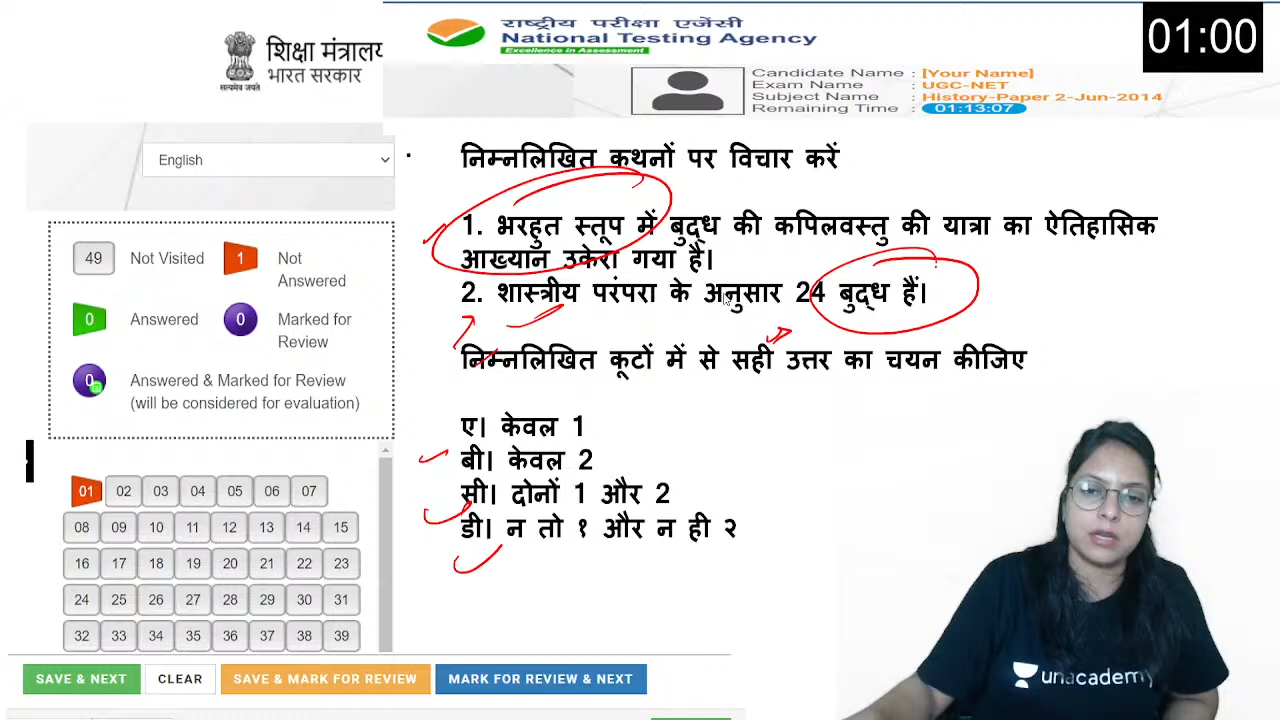 शिक्षा मंत्रालय
भारत सरकार
सत्यमेव जयते
राष्ट्रीय परीक्षा एजेंसी
National Testing Agency
Excellence in Assessment
01:00
Candidate Name : [Your Name]
Exam Name : UGC-NET
Subject Name : History-Paper 2-Jun-2014
Remaining Time : 01:13:07
English
49 Not Visited
1 Not Answered
0 Answered
0 Marked for Review
0 Answered & Marked for Review
(will be considered for evaluation)
01 02 03 04 05 06 07
08 09 10 11 12 13 14 15
16 17 18 19 20 21 22 23
24 25 26 27 28 29 30 31
32 33 34 35 36 37 38 39
निम्नलिखित कथनों पर विचार करें
1. भरहुत स्तूप में बुद्ध की कपिलवस्तु की यात्रा का ऐतिहासिक
आख्यान उकेरा गया है।
2. शास्त्रीय परंपरा के अनुसार 24 बुद्ध हैं।
निम्नलिखित कूटों में से सही उत्तर का चयन कीजिए
ए। केवल 1
बी। केवल 2
सी। दोनों 1 और 2
डी। न तो १ और न ही २
SAVE & NEXT CLEAR SAVE & MARK FOR REVIEW MARK FOR REVIEW & NEXT
unacademy